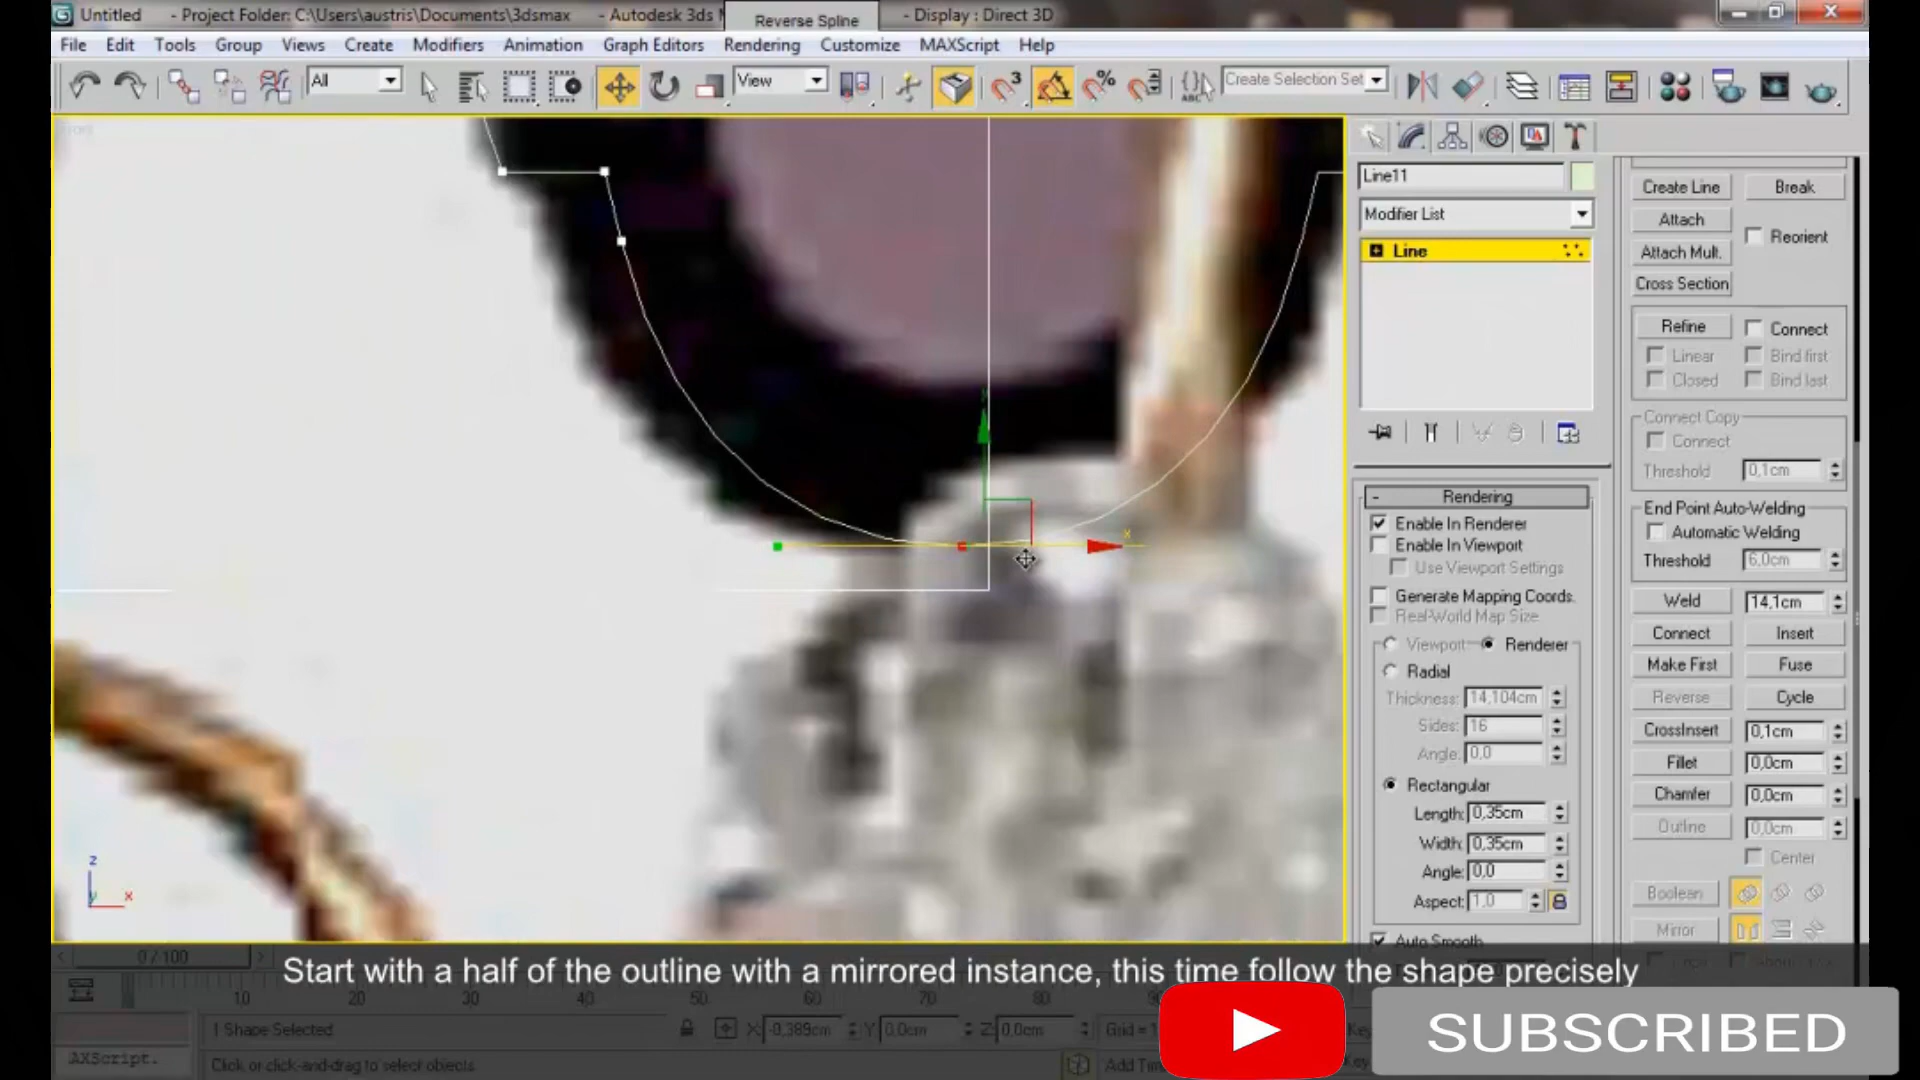 Untitled - Project Folder: C:\Users\austris\Documents\3dsmax - Autodesk 3ds M Reverse Spline - Display : Direct 3D
File Edit Tools Group Views Create Modifiers Animation Graph Editors Rendering Customize MAXScript Help
All View 3 % Create Selection Set
Line11
Modifier List
Line
Rendering
Enable In Renderer
Enable In Viewport
Use Viewport Settings
Generate Mapping Coords.
Real-World Map Size
Viewport Renderer
Radial
Thickness: 14,104cm
Sides: 16
Angle: 0,0
Rectangular
Length: 0,35cm
Width: 0,35cm
Angle: 0,0
Aspect: 1,0
Auto Smooth
Create Line Break
Attach Reorient
Attach Mult.
Cross Section
Refine Connect
Linear Bind first
Closed Bind last
Connect Copy
Connect
Threshold 0,1cm
End Point Auto-Welding
Automatic Welding
Threshold 6,0cm
Weld 14,1cm
Connect Insert
Make First Fuse
Reverse Cycle
CrossInsert 0,1cm
Fillet 0,0cm
Chamfer 0,0cm
Outline 0,0cm
Center
Boolean
Mirror
x
z
x
0 / 100
Start with a half of the outline with a mirrored instance, this time follow the shape precisely
10 20 30 40 50 60 70 80
1 Shape Selected X: -0,389cm Y: 0,0cm Z: 0,0cm Grid = 1
AXScript. Click or click-and-drag to select objects Add Tim
SUBSCRIBED